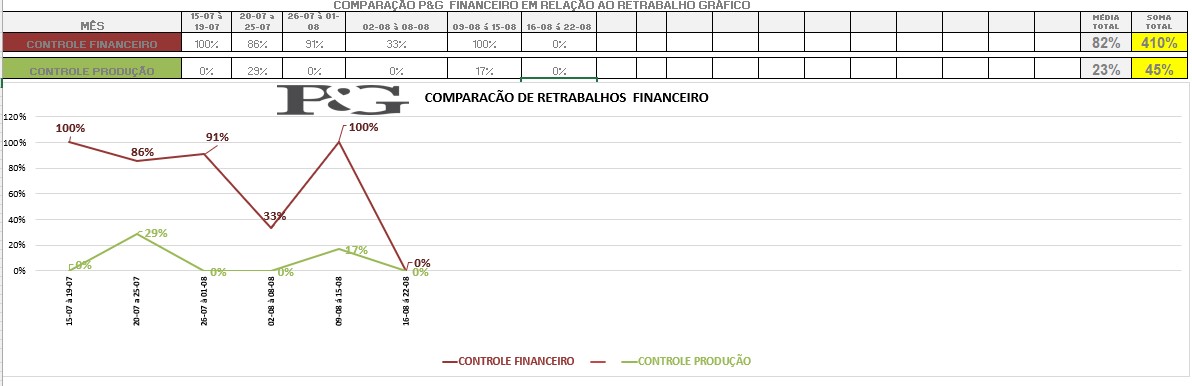 COMPARAÇÃO P&G FINANCEIRO EM RELAÇÃO AO RETRABALHO GRÁFICO
MÊS 15-07 à 19-07 20-07 a 25-07 26-07 à 01-08 02-08 à 08-08 09-08 á 15-08 16-08 á 22-08 MÉDIA TOTAL SOMA TOTAL
CONTROLE FINANCEIRO 100% 86% 91% 33% 100% 0% 82% 410%
CONTROLE PRODUÇÃO 0% 29% 0% 0% 17% 0% 23% 45%
P&G COMPARACÃO DE RETRABALHOS FINANCEIRO
120%
100%
80%
60%
40%
20%
0%
100%
86%
91%
33%
100%
0%
0%
29%
0%
0%
17%
0%
15-07 à 19-07
20-07 a 25-07
26-07 à 01-08
02-08 à 08-08
09-08 á 15-08
16-08 á 22-08
CONTROLE FINANCEIRO CONTROLE PRODUÇÃO